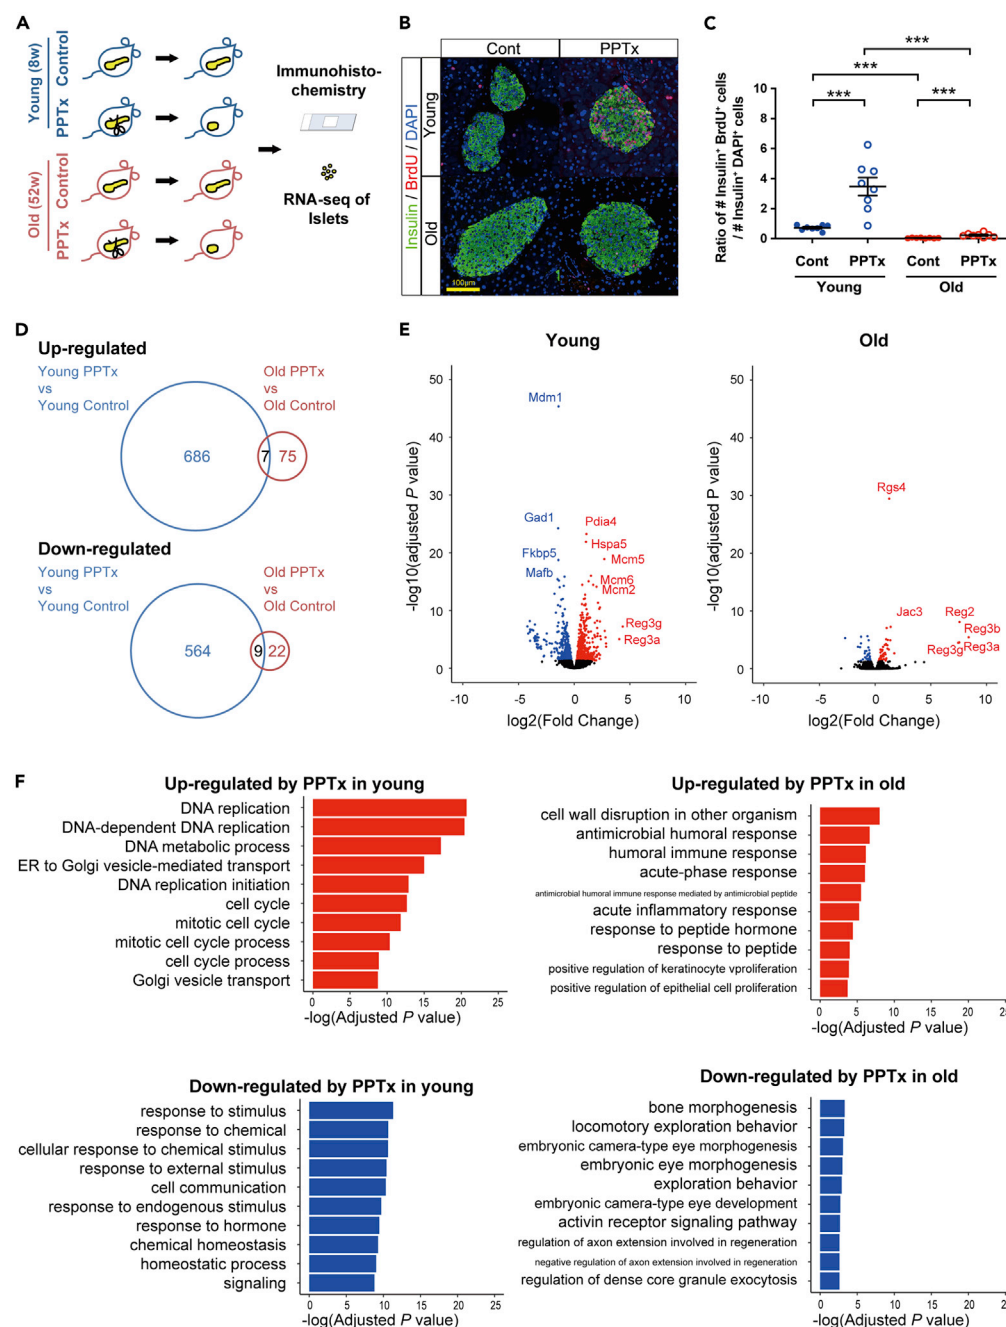 A
Young (8w)
Control
PPTx
Old (52w)
Control
PPTx
Immunohisto-
chemistry
RNA-seq of
Islets
B
Cont
PPTx
Insulin / BrdU / DAPI
Young
Old
100μm
C
Ratio of # Insulin⁺ BrdU⁺ cells
/ # Insulin⁺ DAPI⁺ cells
***
***
***
***
10
8
6
4
2
0
Cont
PPTx
Cont
PPTx
Young
Old
D
Up-regulated
Young PPTx
vs
Young Control
Old PPTx
vs
Old Control
686
7
75
Down-regulated
Young PPTx
vs
Young Control
Old PPTx
vs
Old Control
564
9
22
E
Young
-log10(adjusted P value)
50
40
30
20
10
0
Mdm1
Gad1
Fkbp5
Mafb
Pdia4
Hspa5
Mcm5
Mcm6
Mcm2
Reg3g
Reg3a
-10
-5
0
5
10
log2(Fold Change)
Old
-log10(adjusted P value)
50
40
30
20
10
0
Rgs4
Jac3
Reg2
Reg3b
Reg3g
Reg3a
-10
-5
0
5
10
log2(Fold Change)
F
Up-regulated by PPTx in young
DNA replication
DNA-dependent DNA replication
DNA metabolic process
ER to Golgi vesicle-mediated transport
DNA replication initiation
cell cycle
mitotic cell cycle
mitotic cell cycle process
cell cycle process
Golgi vesicle transport
0 5 10 15 20 25
-log(Adjusted P value)
Up-regulated by PPTx in old
cell wall disruption in other organism
antimicrobial humoral response
humoral immune response
acute-phase response
antimicrobial humoral immune response mediated by antimicrobial peptide
acute inflammatory response
response to peptide hormone
response to peptide
positive regulation of keratinocyte vproliferation
positive regulation of epithelial cell proliferation
0 5 10 15 20 25
-log(Adjusted P value)
Down-regulated by PPTx in young
response to stimulus
response to chemical
cellular response to chemical stimulus
response to external stimulus
cell communication
response to endogenous stimulus
response to hormone
chemical homeostasis
homeostatic process
signaling
0 5 10 15 20 25
-log(Adjusted P value)
Down-regulated by PPTx in old
bone morphogenesis
locomotory exploration behavior
embryonic camera-type eye morphogenesis
embryonic eye morphogenesis
exploration behavior
embryonic camera-type eye development
activin receptor signaling pathway
regulation of axon extension involved in regeneration
negative regulation of axon extension involved in regeneration
regulation of dense core granule exocytosis
0 5 10 15 20 25
-log(Adjusted P value)